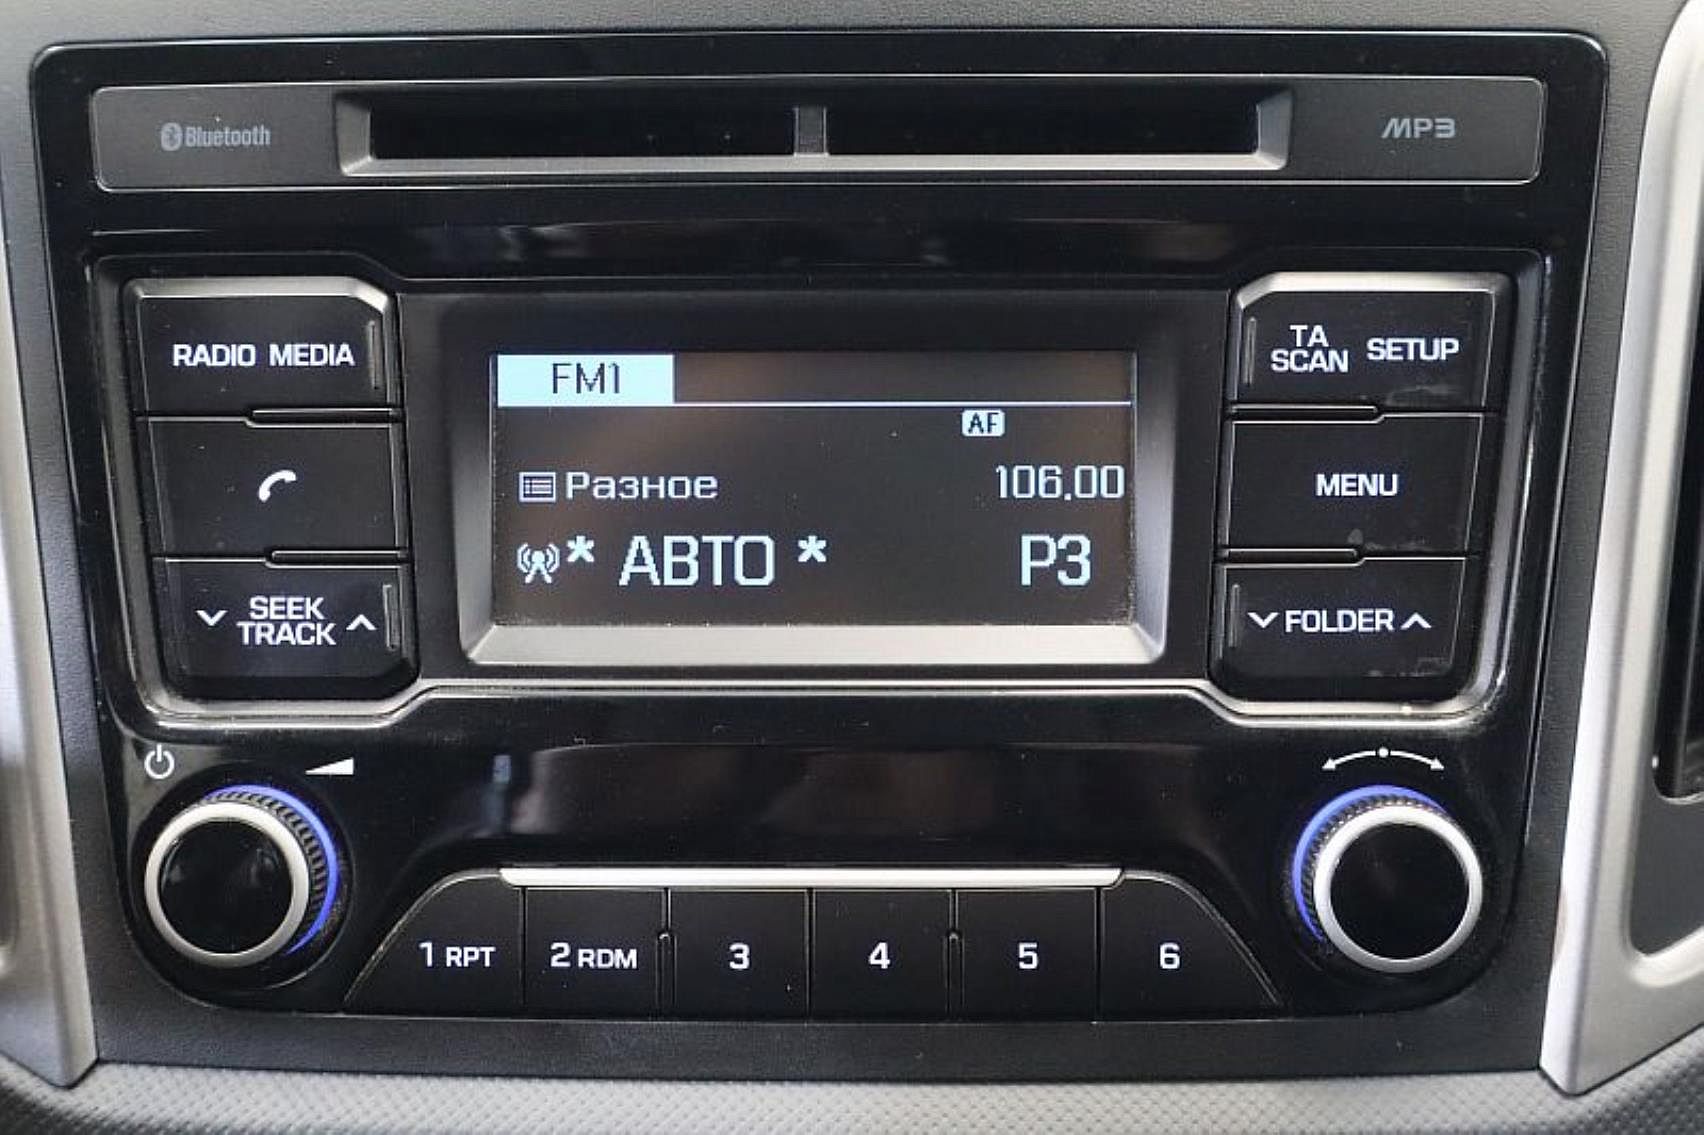 Bluetooth
MP3
RADIO MEDIA
TA
SCAN
SETUP
FM1
AF
Разное 106.00
* АВТО * P3
MENU
SEEK
TRACK
FOLDER
1 RPT
2 RDM
3
4
5
6